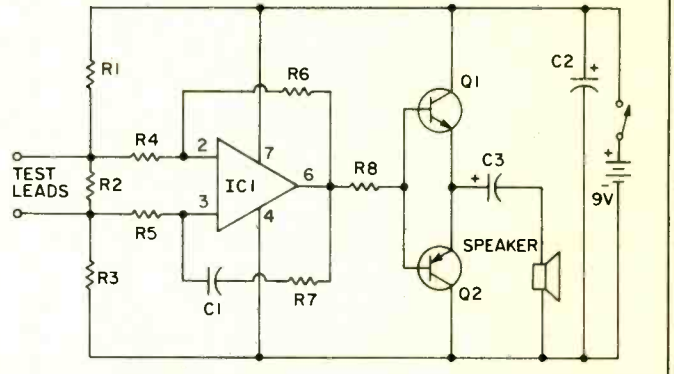 R1
R6
Q1
C2
+
R4
2
7
TEST
LEADS
R2
IC1
6
R8
+
C3
+
-
9V
3
4
R5
SPEAKER
R3
C1
R7
Q2